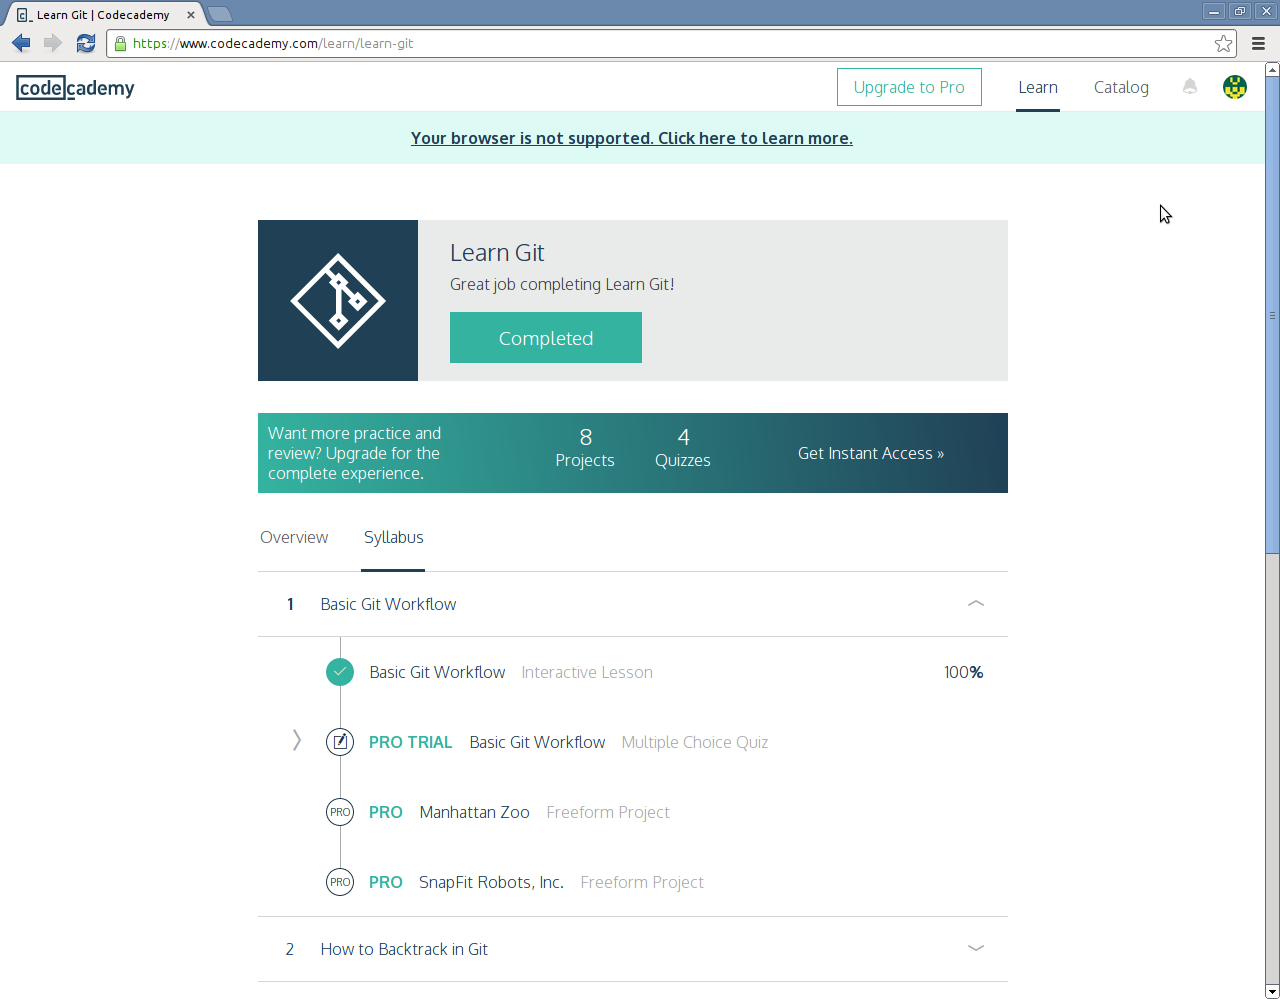 Learn Git | Codecademy
https://www.codecademy.com/learn/learn-git
codecademy
Upgrade to Pro
Learn
Catalog
Your browser is not supported. Click here to learn more.
Learn Git
Great job completing Learn Git!
Completed
Want more practice and
review? Upgrade for the
complete experience.
8
Projects
4
Quizzes
Get Instant Access »
Overview
Syllabus
1 Basic Git Workflow
Basic Git Workflow Interactive Lesson 100%
PRO TRIAL Basic Git Workflow Multiple Choice Quiz
PRO PRO Manhattan Zoo Freeform Project
PRO PRO SnapFit Robots, Inc. Freeform Project
2 How to Backtrack in Git